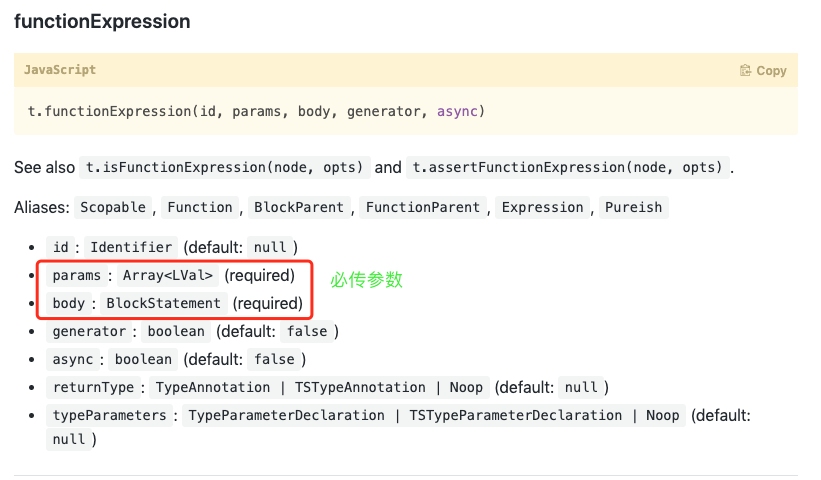 functionExpression
JavaScript
Copy
t.functionExpression(id, params, body, generator, async)
See also t.isFunctionExpression(node, opts) and t.assertFunctionExpression(node, opts) .
Aliases: Scopable , Function , BlockParent , FunctionParent , Expression , Pureish
• id : Identifier (default: null )
• params : Array<LVal> (required)
必传参数
• body : BlockStatement (required)
• generator : boolean (default: false )
• async : boolean (default: false )
• returnType : TypeAnnotation | TSTypeAnnotation | Noop (default: null )
• typeParameters : TypeParameterDeclaration | TSTypeParameterDeclaration | Noop (default:
null )